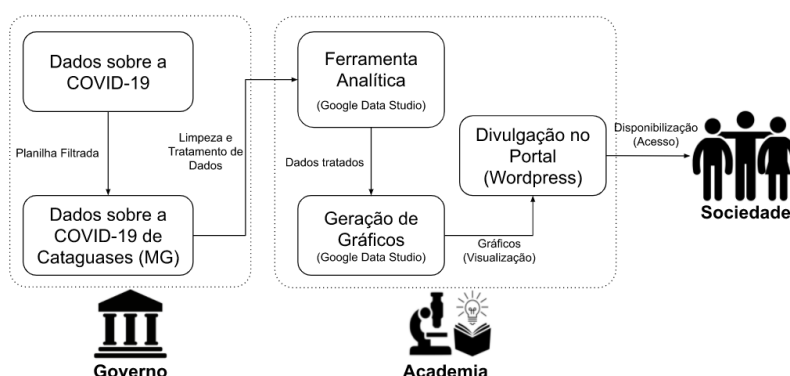 Dados sobre a
COVID-19
Planilha Filtrada
Dados sobre a
COVID-19 de
Cataguases (MG)
Limpeza e
Tratamento de
Dados
Governo
Ferramenta
Analítica
(Google Data Studio)
Dados tratados
Geração de
Gráficos
(Google Data Studio)
Gráficos
(Visualização)
Divulgação no
Portal
(Wordpress)
Academia
Disponibilização
(Acesso)
Sociedade